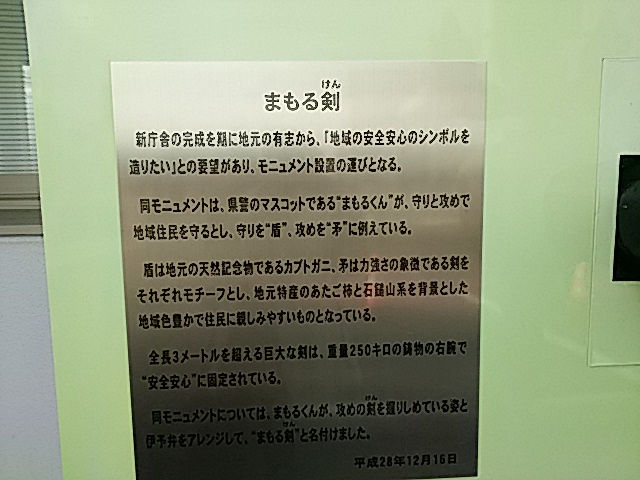 まもる剣
けん
新庁舎の完成を期に地元の有志から、「地域の安全安心のシンボルを
造りたい」との要望があり、モニュメント設置の運びとなる。
同モニュメントは、県警のマスコットである“まもるくん”が、守りと攻めで
地域住民を守るとし、守りを“盾”、攻めを“矛”に例えている。
盾は地元の天然記念物であるカブトガニ、矛は力強さの象徴である剣を
それぞれモチーフとし、地元特産のあたご柿と石鎚山系を背景とした
地域色豊かで住民に親しみやすいものとなっている。
全長3メートルを超える巨大な剣は、重量250キロの鋳物の右腕で
“安全安心”に固定されている。
同モニュメントについては、まもるくんが、攻めの剣を握りしめている姿と
けん
伊予弁をアレンジして、“まもる剣”と名付けました。
けん
平成28年12月16日